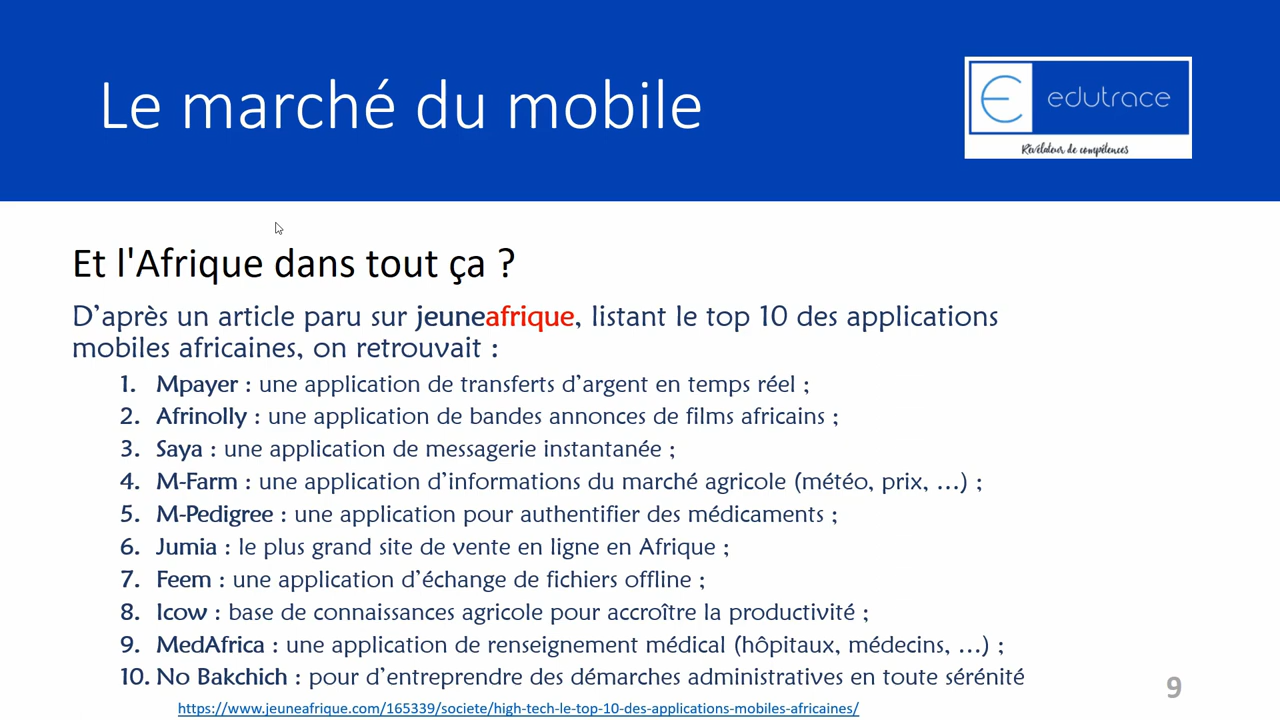 Le marché du mobile
edutrace
Révélateur de compétences
Et l'Afrique dans tout ça ?
D’après un article paru sur jeuneafrique, listant le top 10 des applications
mobiles africaines, on retrouvait :
1. Mpayer : une application de transferts d’argent en temps réel ;
2. Afrinolly : une application de bandes annonces de films africains ;
3. Saya : une application de messagerie instantanée ;
4. M-Farm : une application d’informations du marché agricole (météo, prix, …) ;
5. M-Pedigree : une application pour authentifier des médicaments ;
6. Jumia : le plus grand site de vente en ligne en Afrique ;
7. Feem : une application d’échange de fichiers offline ;
8. Icow : base de connaissances agricole pour accroître la productivité ;
9. MedAfrica : une application de renseignement médical (hôpitaux, médecins, …) ;
10. No Bakchich : pour d’entreprendre des démarches administratives en toute sérénité
https://www.jeuneafrique.com/165339/societe/high-tech-le-top-10-des-applications-mobiles-africaines/
9